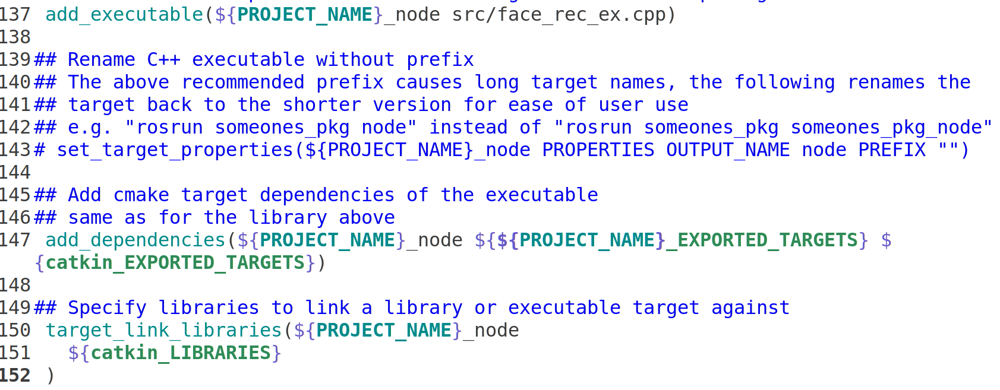 137 add_executable(${PROJECT_NAME}_node src/face_rec_ex.cpp)
138
139## Rename C++ executable without prefix
140## The above recommended prefix causes long target names, the following renames the
141## target back to the shorter version for ease of user use
142## e.g. "rosrun someones_pkg node" instead of "rosrun someones_pkg someones_pkg_node"
143# set_target_properties(${PROJECT_NAME}_node PROPERTIES OUTPUT_NAME node PREFIX "")
144
145## Add cmake target dependencies of the executable
146## same as for the library above
147 add_dependencies(${PROJECT_NAME}_node ${${PROJECT_NAME}_EXPORTED_TARGETS} $
{catkin_EXPORTED_TARGETS})
148
149## Specify libraries to link a library or executable target against
150 target_link_libraries(${PROJECT_NAME}_node
151   ${catkin_LIBRARIES}
152 )